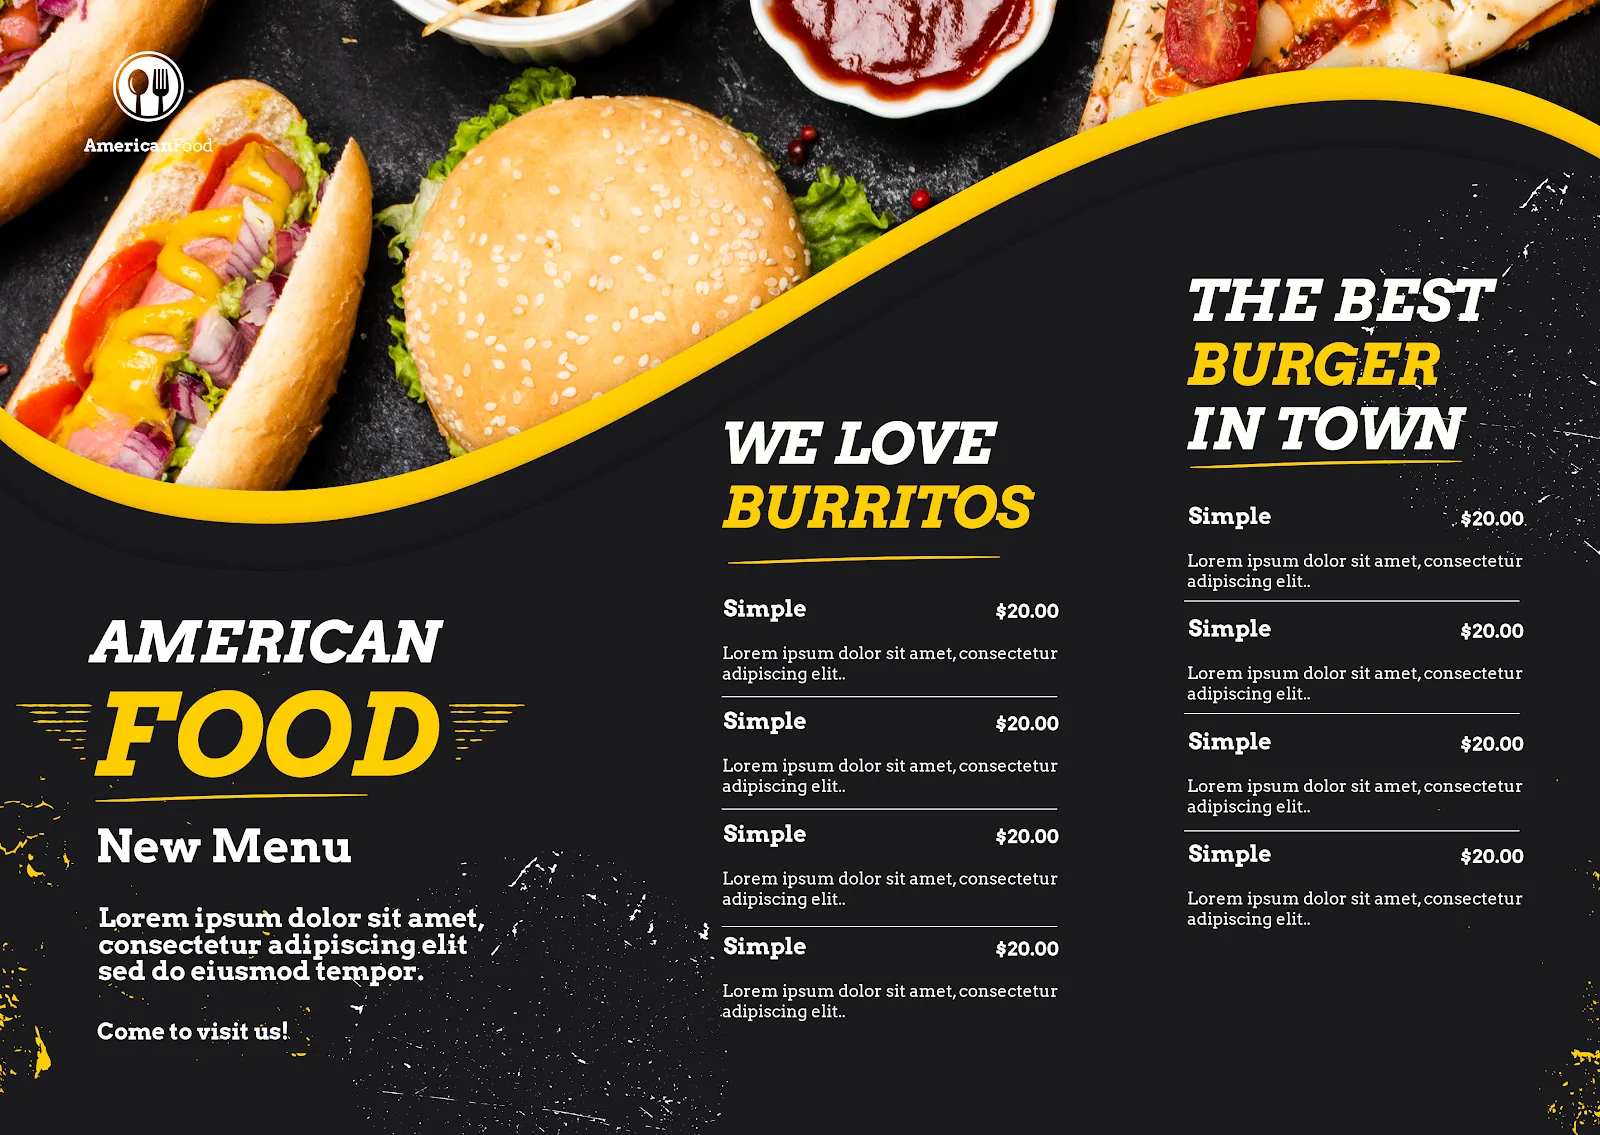 AmericanFood
AMERICAN
FOOD
New Menu
Lorem ipsum dolor sit amet,
consectetur adipiscing elit
sed do eiusmod tempor.
Come to visit us!
WE LOVE
BURRITOS
Simple $20.00
Lorem ipsum dolor sit amet, consectetur
adipiscing elit..
Simple $20.00
Lorem ipsum dolor sit amet, consectetur
adipiscing elit..
Simple $20.00
Lorem ipsum dolor sit amet, consectetur
adipiscing elit..
Simple $20.00
Lorem ipsum dolor sit amet, consectetur
adipiscing elit..
THE BEST
BURGER
IN TOWN
Simple $20.00
Lorem ipsum dolor sit amet, consectetur
adipiscing elit..
Simple $20.00
Lorem ipsum dolor sit amet, consectetur
adipiscing elit..
Simple $20.00
Lorem ipsum dolor sit amet, consectetur
adipiscing elit..
Simple $20.00
Lorem ipsum dolor sit amet, consectetur
adipiscing elit..